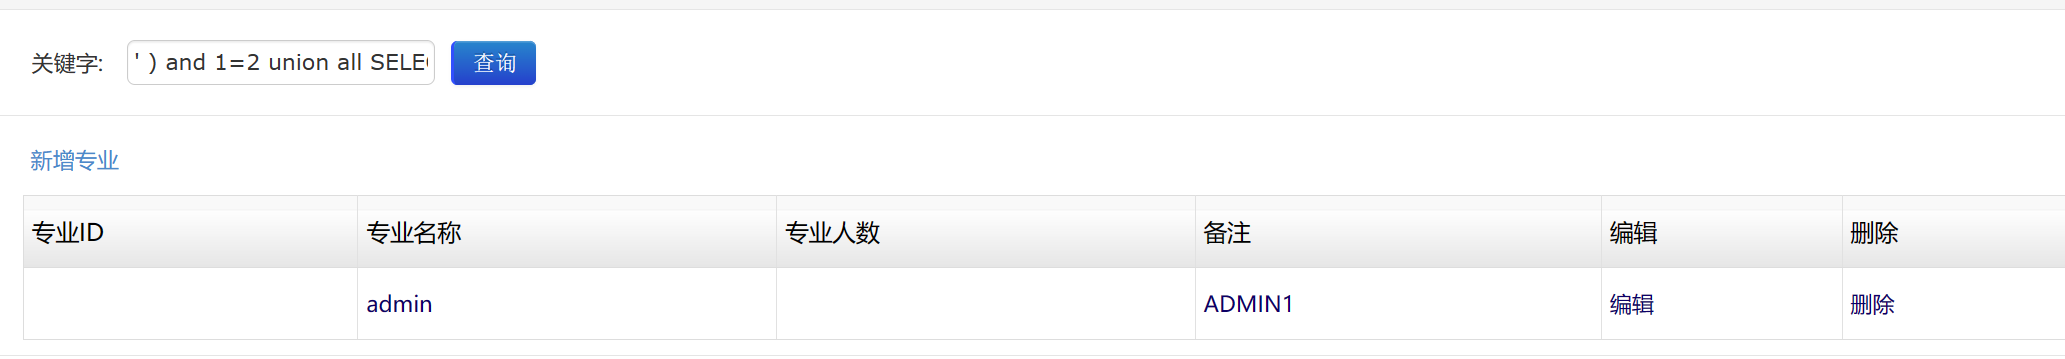 关键字: ' ) and 1=2 union all SELE 查询
新增专业
专业ID 专业名称 专业人数 备注 编辑 删除
admin ADMIN1 编辑 删除